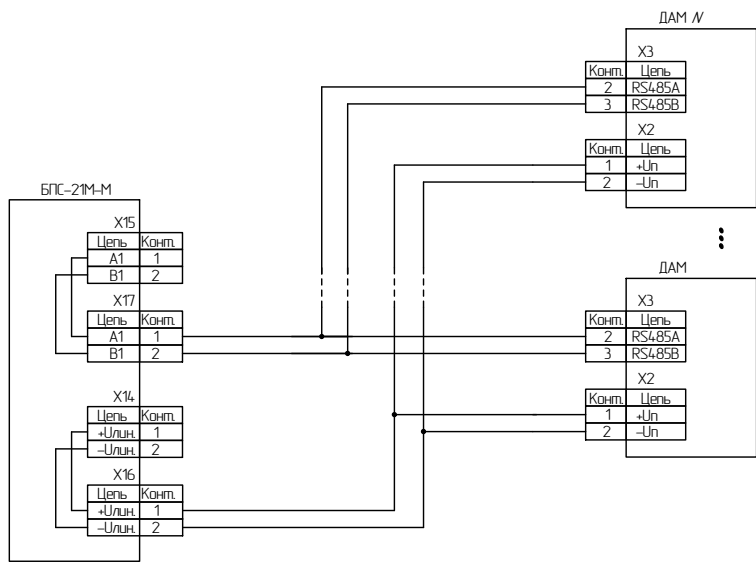 ДАМ N
X3
Конт. Цепь
2 RS485A
3 RS485B
X2
Конт. Цепь
1 +Uп
2 –Uп
БПС-21М-М
X15
Цепь Конт.
A1 1
B1 2
X17
Цепь Конт.
A1 1
B1 2
X14
Цепь Конт.
+Uлин. 1
–Uлин. 2
X16
Цепь Конт.
+Uлин. 1
–Uлин. 2
ДАМ
X3
Конт. Цепь
2 RS485A
3 RS485B
X2
Конт. Цепь
1 +Uп
2 –Uп